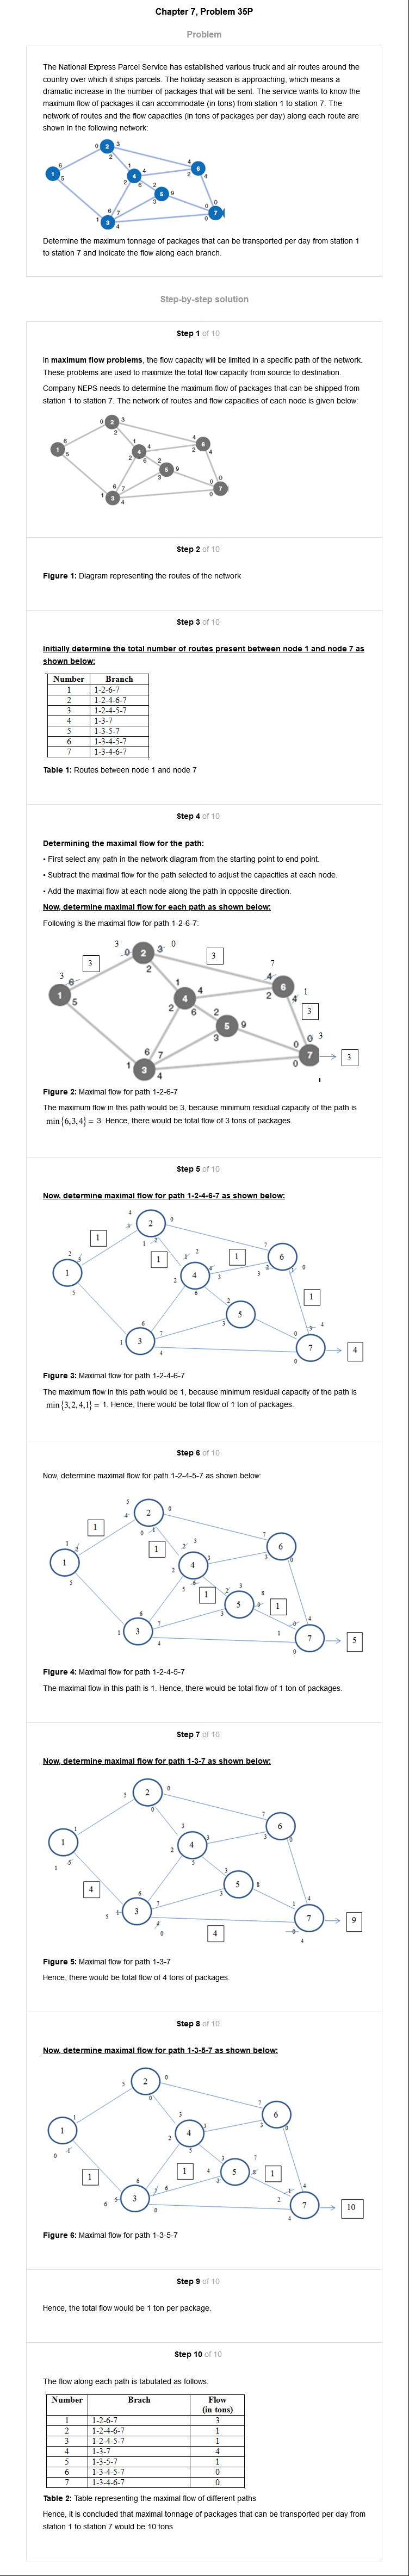 Chapter 7, Problem 35P
Problem
The National Express Parcel Service has established various truck and air routes around the
country over which it ships parcels. The holiday season is approaching, which means a
dramatic increase in the number of packages that will be sent. The service wants to know the
maximum flow of packages it can accommodate (in tons) from station 1 to station 7. The
network of routes and the flow capacities (in tons of packages per day) along each route are
shown in the following network:
Determine the maximum tonnage of packages that can be transported per day from station 1
to station 7 and indicate the flow along each branch.
Step-by-step solution
Step 1 of 10
In maximum flow problems, the flow capacity will be limited in a specific path of the network.
These problems are used to maximize the total flow capacity from source to destination.
Company NEPS needs to determine the maximum flow of packages that can be shipped from
station 1 to station 7. The network of routes and flow capacities of each node is given below:
Step 2 of 10
Figure 1: Diagram representing the routes of the network
Step 3 of 10
Initially determine the total number of routes present between node 1 and node 7 as
shown below:
Number Branch
1 1-2-6-7
2 1-2-4-6-7
3 1-2-4-5-7
4 1-3-7
5 1-3-5-7
6 1-3-4-5-7
7 1-3-4-6-7
Table 1: Routes between node 1 and node 7
Step 4 of 10
Determining the maximal flow for the path:
• First select any path in the network diagram from the starting point to end point.
• Subtract the maximal flow for the path selected to adjust the capacities at each node.
• Add the maximal flow at each node along the path in opposite direction.
Now, determine maximal flow for each path as shown below:
Following is the maximal flow for path 1-2-6-7:
Figure 2: Maximal flow for path 1-2-6-7
The maximum flow in this path would be 3, because minimum residual capacity of the path is
min{6,3,4} = 3. Hence, there would be total flow of 3 tons of packages.
Step 5 of 10
Now, determine maximal flow for path 1-2-4-6-7 as shown below:
Figure 3: Maximal flow for path 1-2-4-6-7
The maximum flow in this path would be 1, because minimum residual capacity of the path is
min{3,2,4,1} = 1. Hence, there would be total flow of 1 ton of packages.
Step 6 of 10
Now, determine maximal flow for path 1-2-4-5-7 as shown below:
Figure 4: Maximal flow for path 1-2-4-5-7
The maximal flow in this path is 1. Hence, there would be total flow of 1 ton of packages.
Step 7 of 10
Now, determine maximal flow for path 1-3-7 as shown below:
Figure 5: Maximal flow for path 1-3-7
Hence, there would be total flow of 4 tons of packages.
Step 8 of 10
Now, determine maximal flow for path 1-3-5-7 as shown below:
Figure 6: Maximal flow for path 1-3-5-7
Step 9 of 10
Hence, the total flow would be 1 ton per package.
Step 10 of 10
The flow along each path is tabulated as follows:
Number Brach Flow
(in tons)
1 1-2-6-7 3
2 1-2-4-6-7 1
3 1-2-4-5-7 1
4 1-3-7 4
5 1-3-5-7 1
6 1-3-4-5-7 0
7 1-3-4-6-7 0
Table 2: Table representing the maximal flow of different paths
Hence, it is concluded that maximal tonnage of packages that can be transported per day from
station 1 to station 7 would be 10 tons